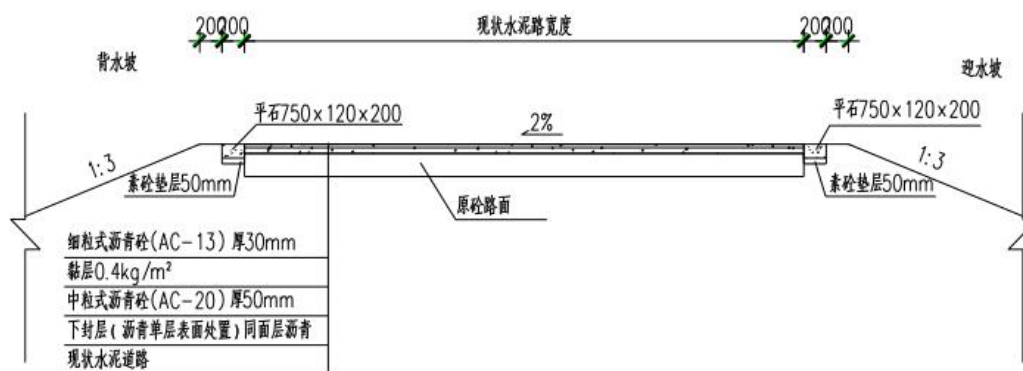 200
200
现状水泥路宽度
200
200
背水坡
迎水坡
平石750×120×200
2%
平石750×120×200
1:3
1:3
素砼垫层50mm
素砼垫层50mm
原砼路面
细粒式沥青砼(AC-13)厚30mm
黏层0.4kg/m²
中粒式沥青砼(AC-20)厚50mm
下封层(沥青单层表面处置)同面层沥青
现状水泥道路